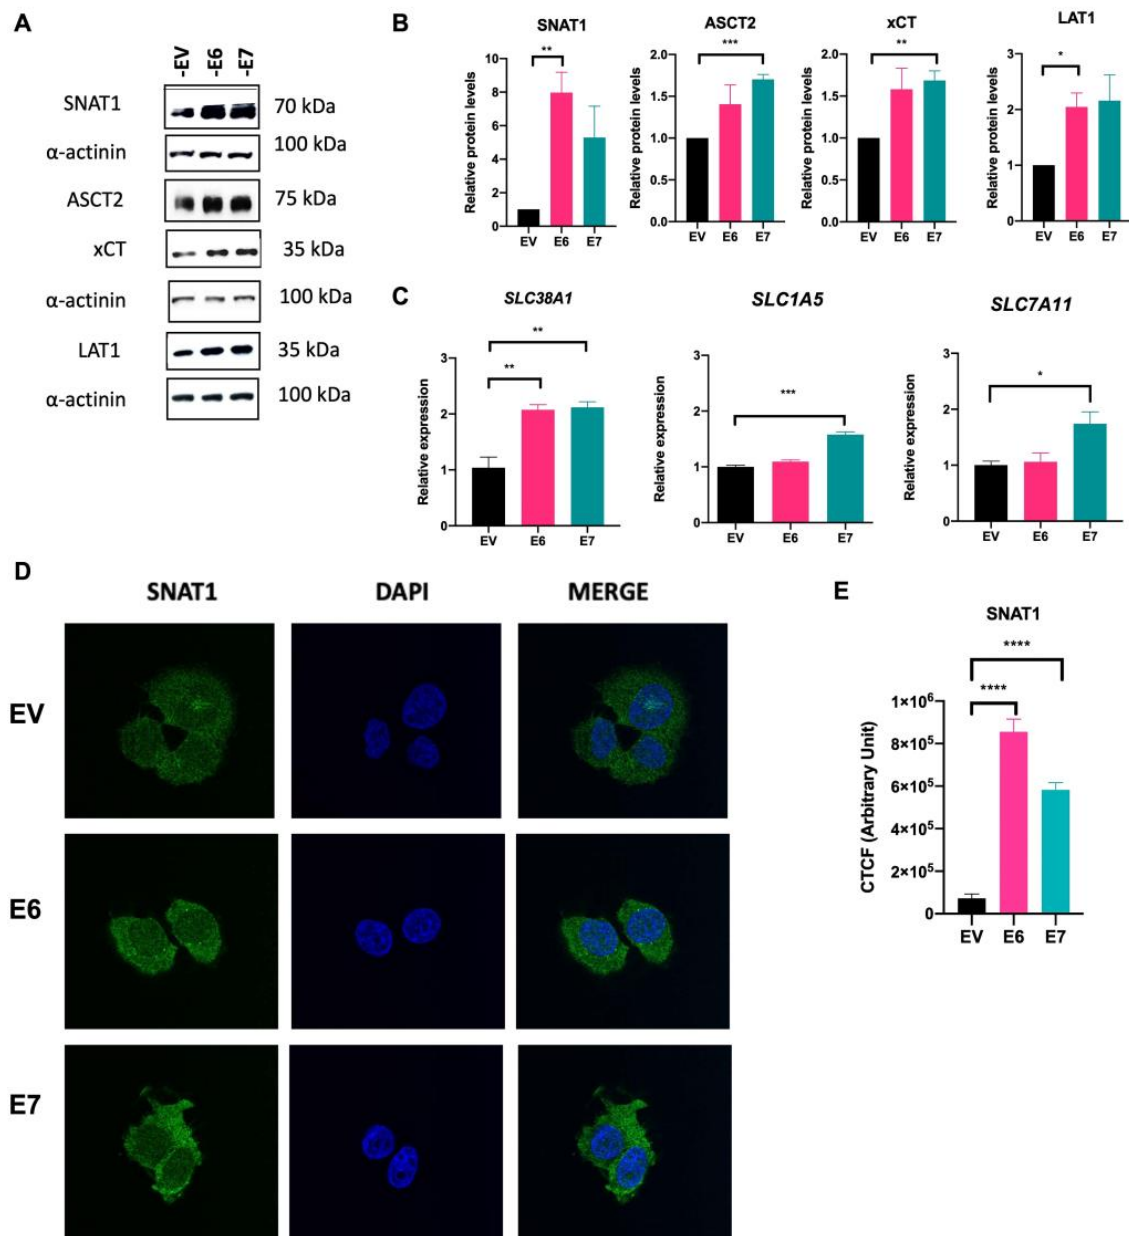 A
-EV
-E6
-E7
SNAT1
70 kDa
α-actinin
100 kDa
ASCT2
75 kDa
xCT
35 kDa
α-actinin
100 kDa
LAT1
35 kDa
α-actinin
100 kDa
B
SNAT1
Relative protein levels
10
8
6
4
2
0
**
EV E6 E7
ASCT2
Relative protein levels
2.0
1.5
1.0
0.5
0.0
***
EV E6 E7
xCT
Relative protein levels
2.0
1.5
1.0
0.5
0.0
**
EV E6 E7
LAT1
Relative protein levels
3
2
1
0
*
EV E6 E7
C
SLC38A1
Relative expression
3
2
1
0
**
**
EV E6 E7
SLC1A5
Relative expression
3
2
1
0
***
EV E6 E7
SLC7A11
Relative expression
3
2
1
0
*
EV E6 E7
D
SNAT1 DAPI MERGE
EV
E6
E7
E
SNAT1
CTCF (Arbitrary Unit)
1×10⁶
8×10⁵
6×10⁵
4×10⁵
2×10⁵
0
****
****
EV E6 E7